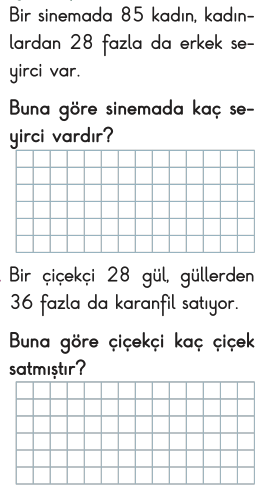 Bir sinemada 85 kadın, kadın-
lardan 28 fazla da erkek se-
yirci var.
Buna göre sinemada kaç se-
yirci vardır?
Bir çiçekçi 28 gül, güllerden
36 fazla da karanfil satıyor.
Buna göre çiçekçi kaç çiçek
satmıştır?